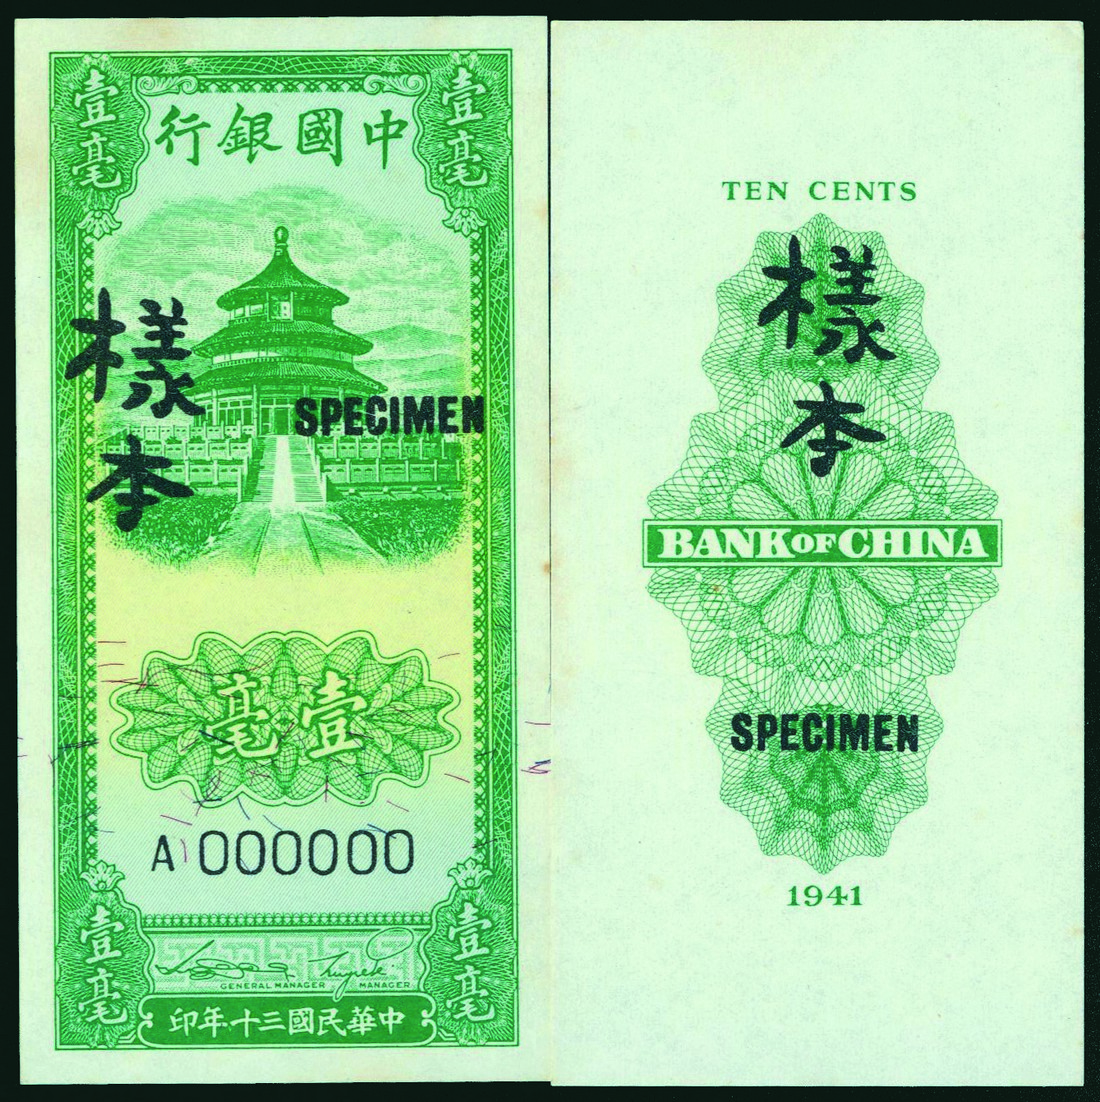 壹毫
中國銀行
壹毫
樣本
SPECIMEN
壹毫
A 000000
壹毫
GENERAL MANAGER
MANAGER
壹毫
中華民國三十年印
TEN CENTS
樣本
BANK OF CHINA
SPECIMEN
1941